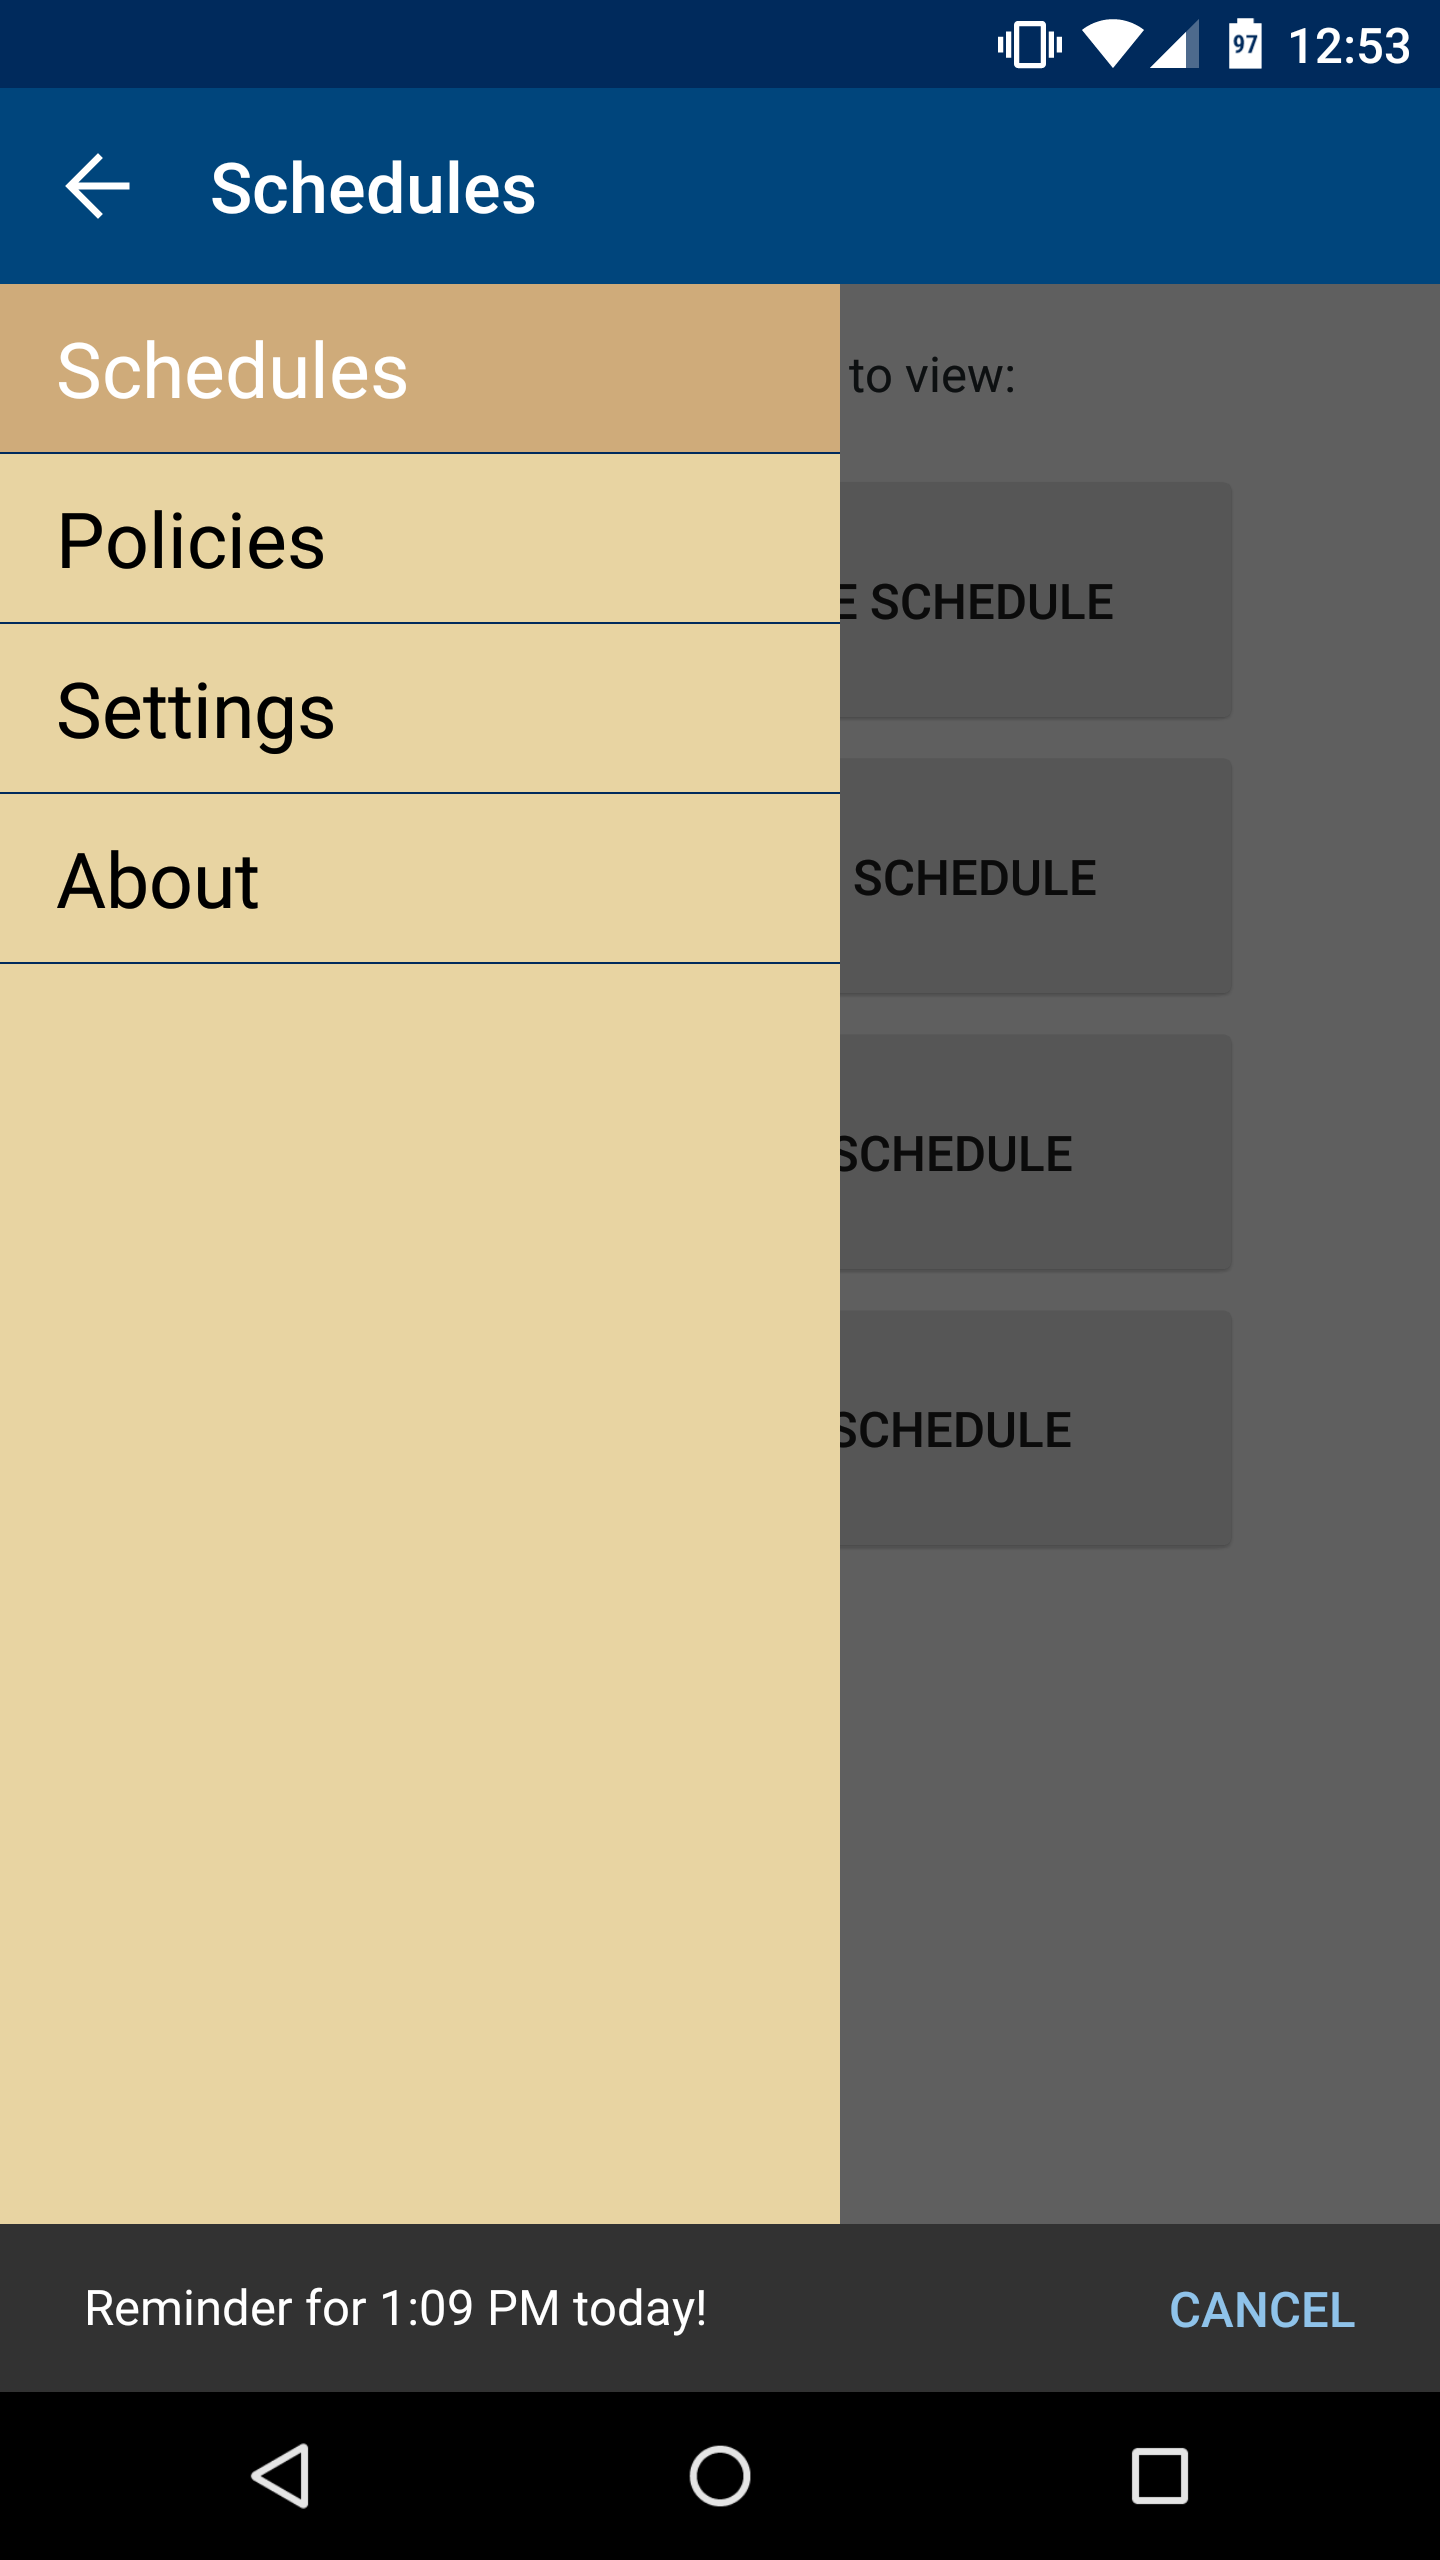 97 12:53
Schedules
Schedules
to view:
Policies
E SCHEDULE
Settings
About
SCHEDULE
SCHEDULE
SCHEDULE
Reminder for 1:09 PM today!
CANCEL